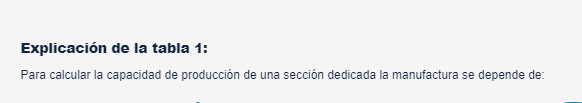 Explicación de la tabla 1:
Para calcular la capacidad de producción de una sección dedicada la manufactura se depende de: